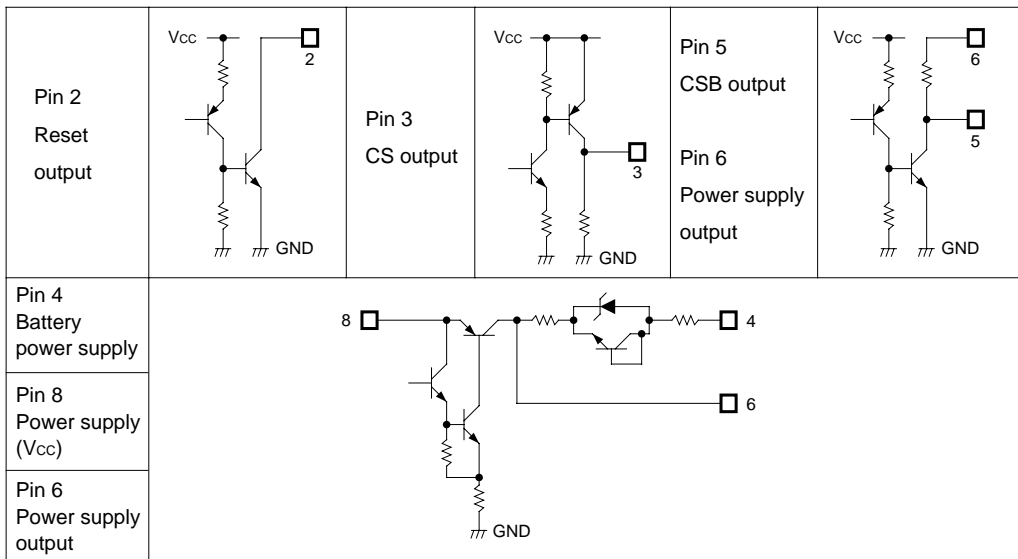 Pin 2
Reset
output
Vcc
2
GND
Pin 3
CS output
Vcc
3
GND
Pin 5
CSB output
Pin 6
Power supply
output
Vcc
6
5
GND
Pin 4
Battery
power supply
Pin 8
Power supply
(Vcc)
Pin 6
Power supply
output
8
4
6
GND